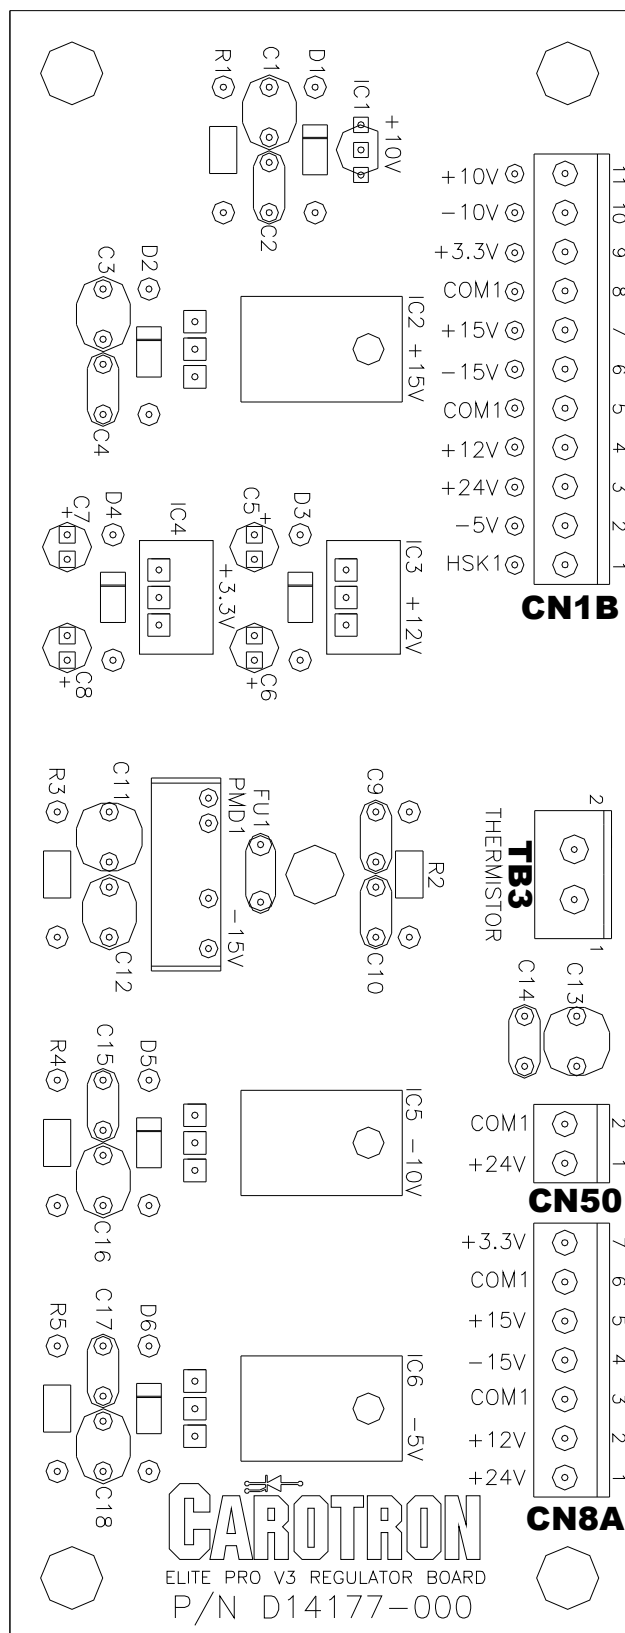 R1
C1
D1
IC1
+10V
C2
+10V 11
-10V 10
+3.3V 9
COM1 8
+15V 7
-15V 6
COM1 5
+12V 4
+24V 3
-5V 2
HSK1 1
CN1B
C3
D2
IC2 +15V
C4
C7
+
D4
IC4
+3.3V
C5
+
D3
IC3 +12V
C8
+
C6
+
R3
C11
PMD1 -15V
FU1
C9
R2
C12
C10
2
THERMISTOR
TB3
1
C14
C13
R4
C15
D5
IC5 -10V
C16
COM1 2
+24V 1
CN50
R5
C17
D6
IC6 -5V
C18
+3.3V 7
COM1 6
+15V 5
-15V 4
COM1 3
+12V 2
+24V 1
CN8A
CAROTRON
ELITE PRO V3 REGULATOR BOARD
P/N D14177-000